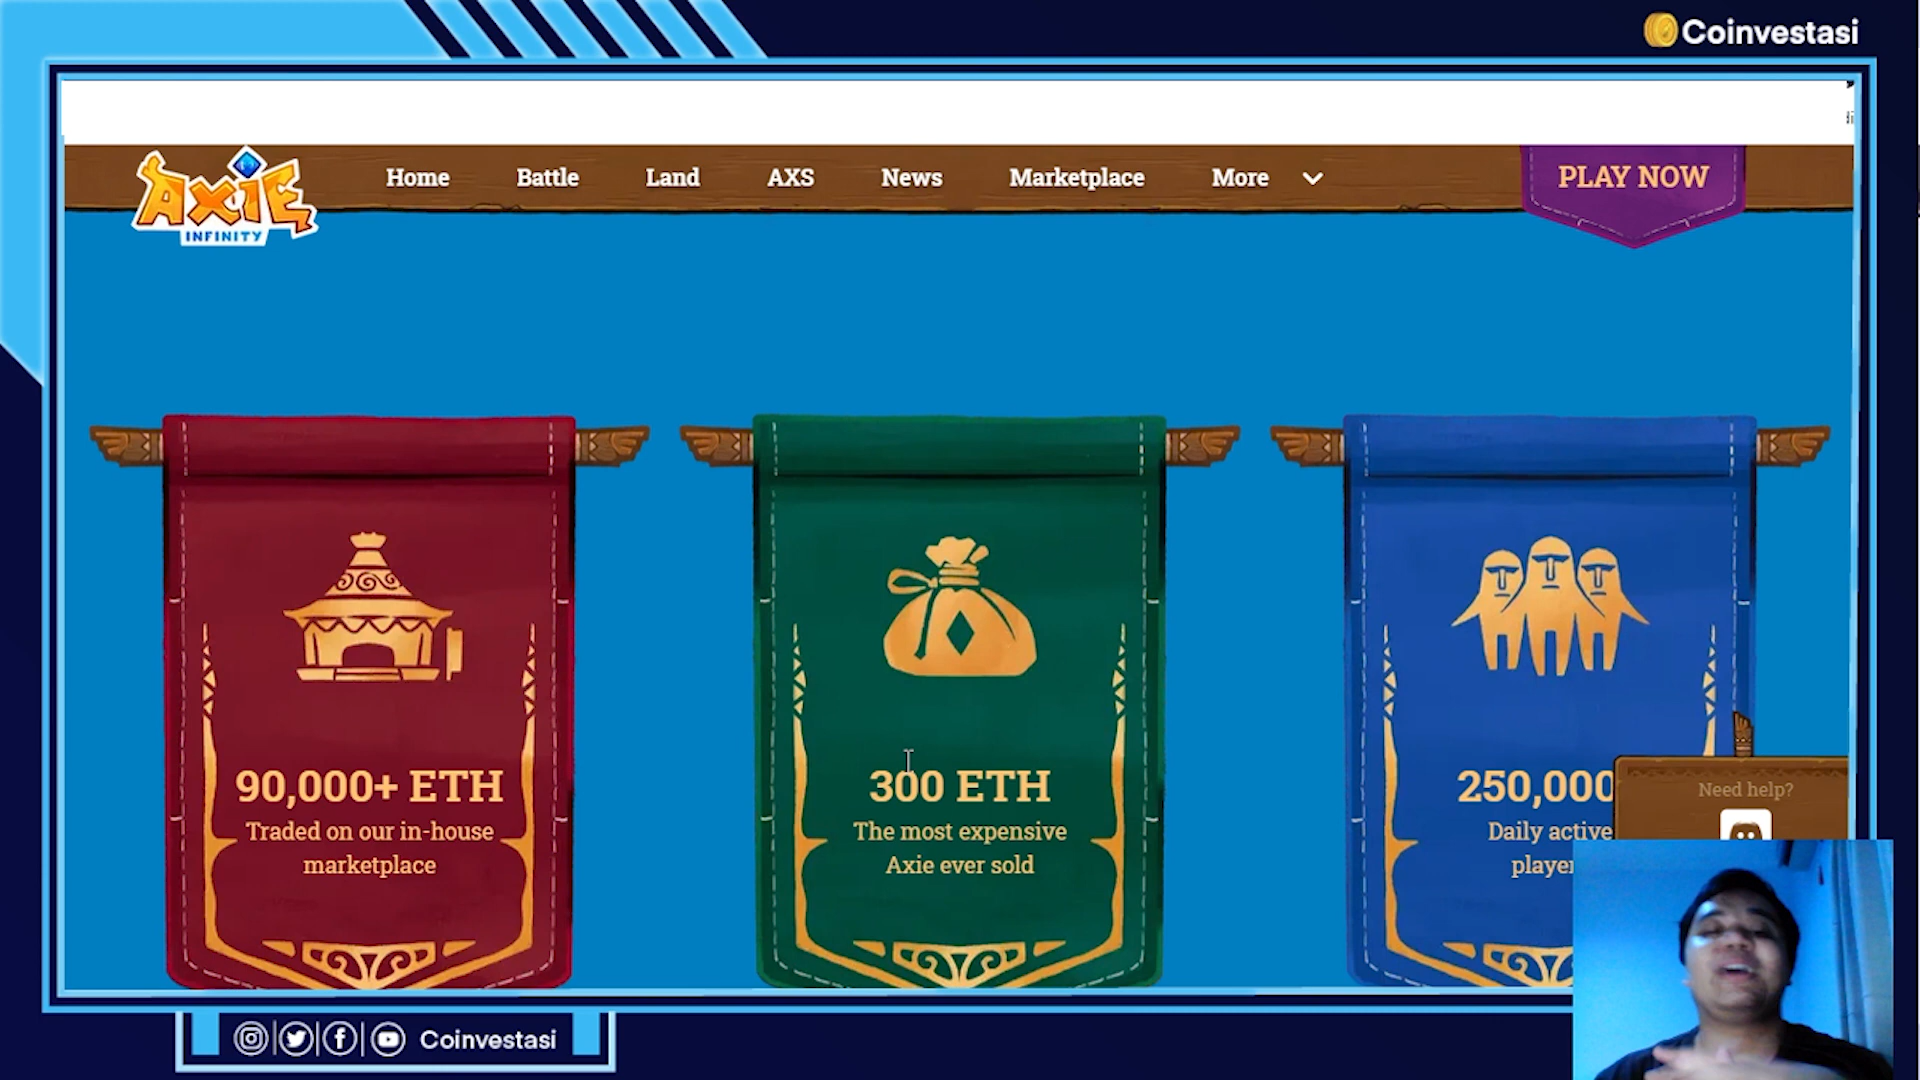 Coinvestasi
AXIE
INFINITY
Home Battle Land AXS News Marketplace More
PLAY NOW
90,000+ ETH
Traded on our in-house
marketplace
300 ETH
The most expensive
Axie ever sold
250,000
Daily active
player
Need help?
Coinvestasi